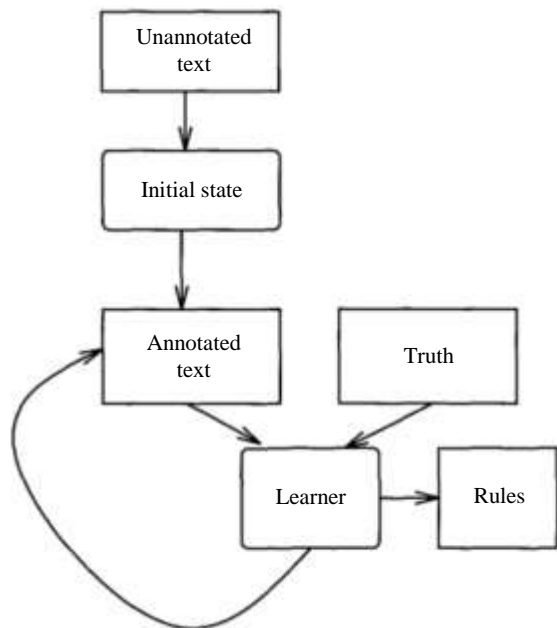 Unannotated
text
Initial state
Annotated
text
Truth
Learner
Rules